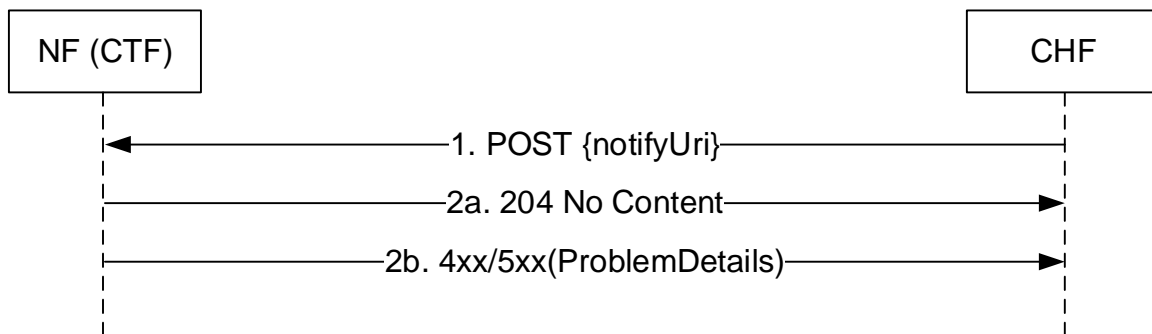 NF (CTF)
CHF
1. POST {notifyUri}
2a. 204 No Content
2b. 4xx/5xx(ProblemDetails)